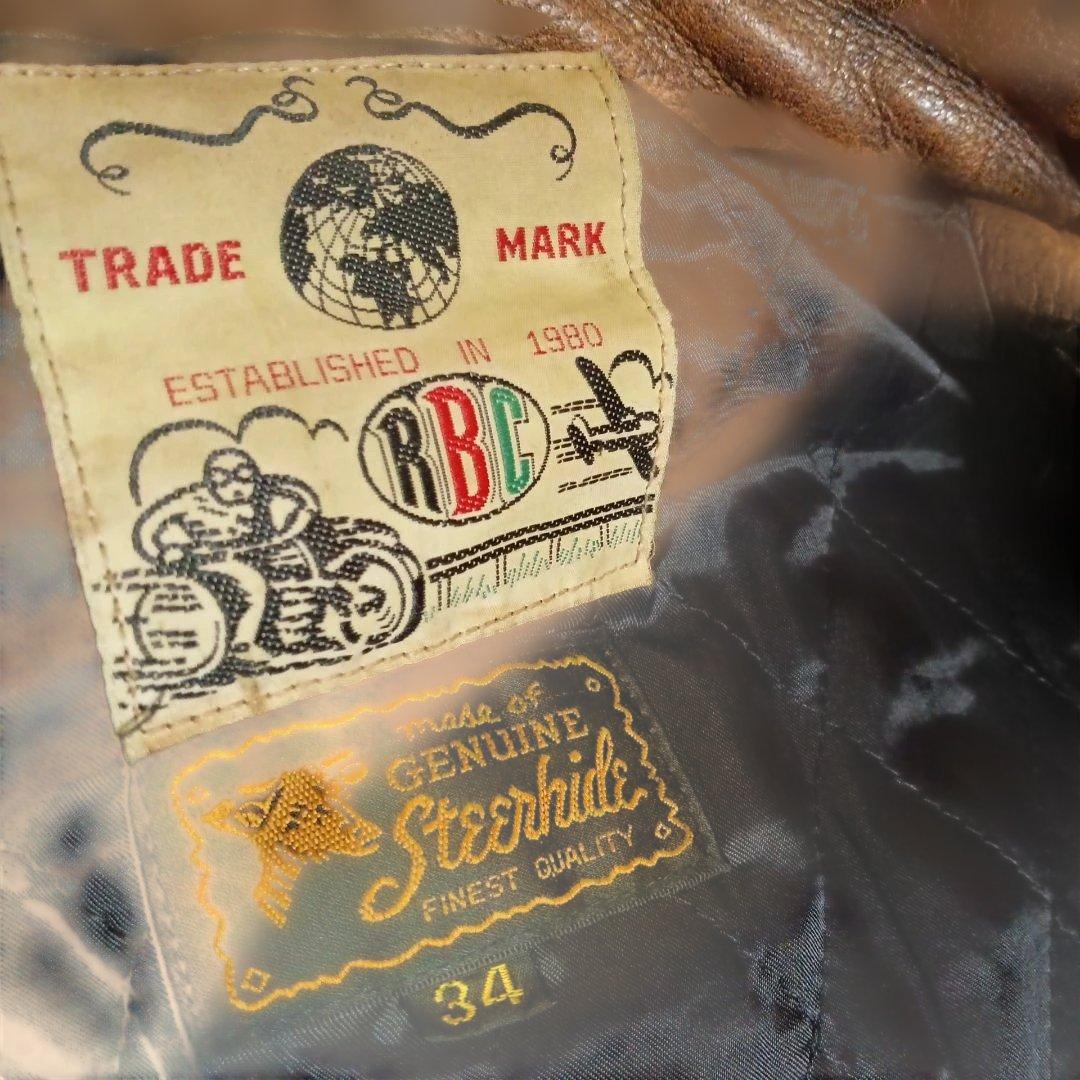 TRADE MARK
ESTABLISHED IN 1980
RBC
made of
GENUINE
Steerhide
FINEST QUALITY
34